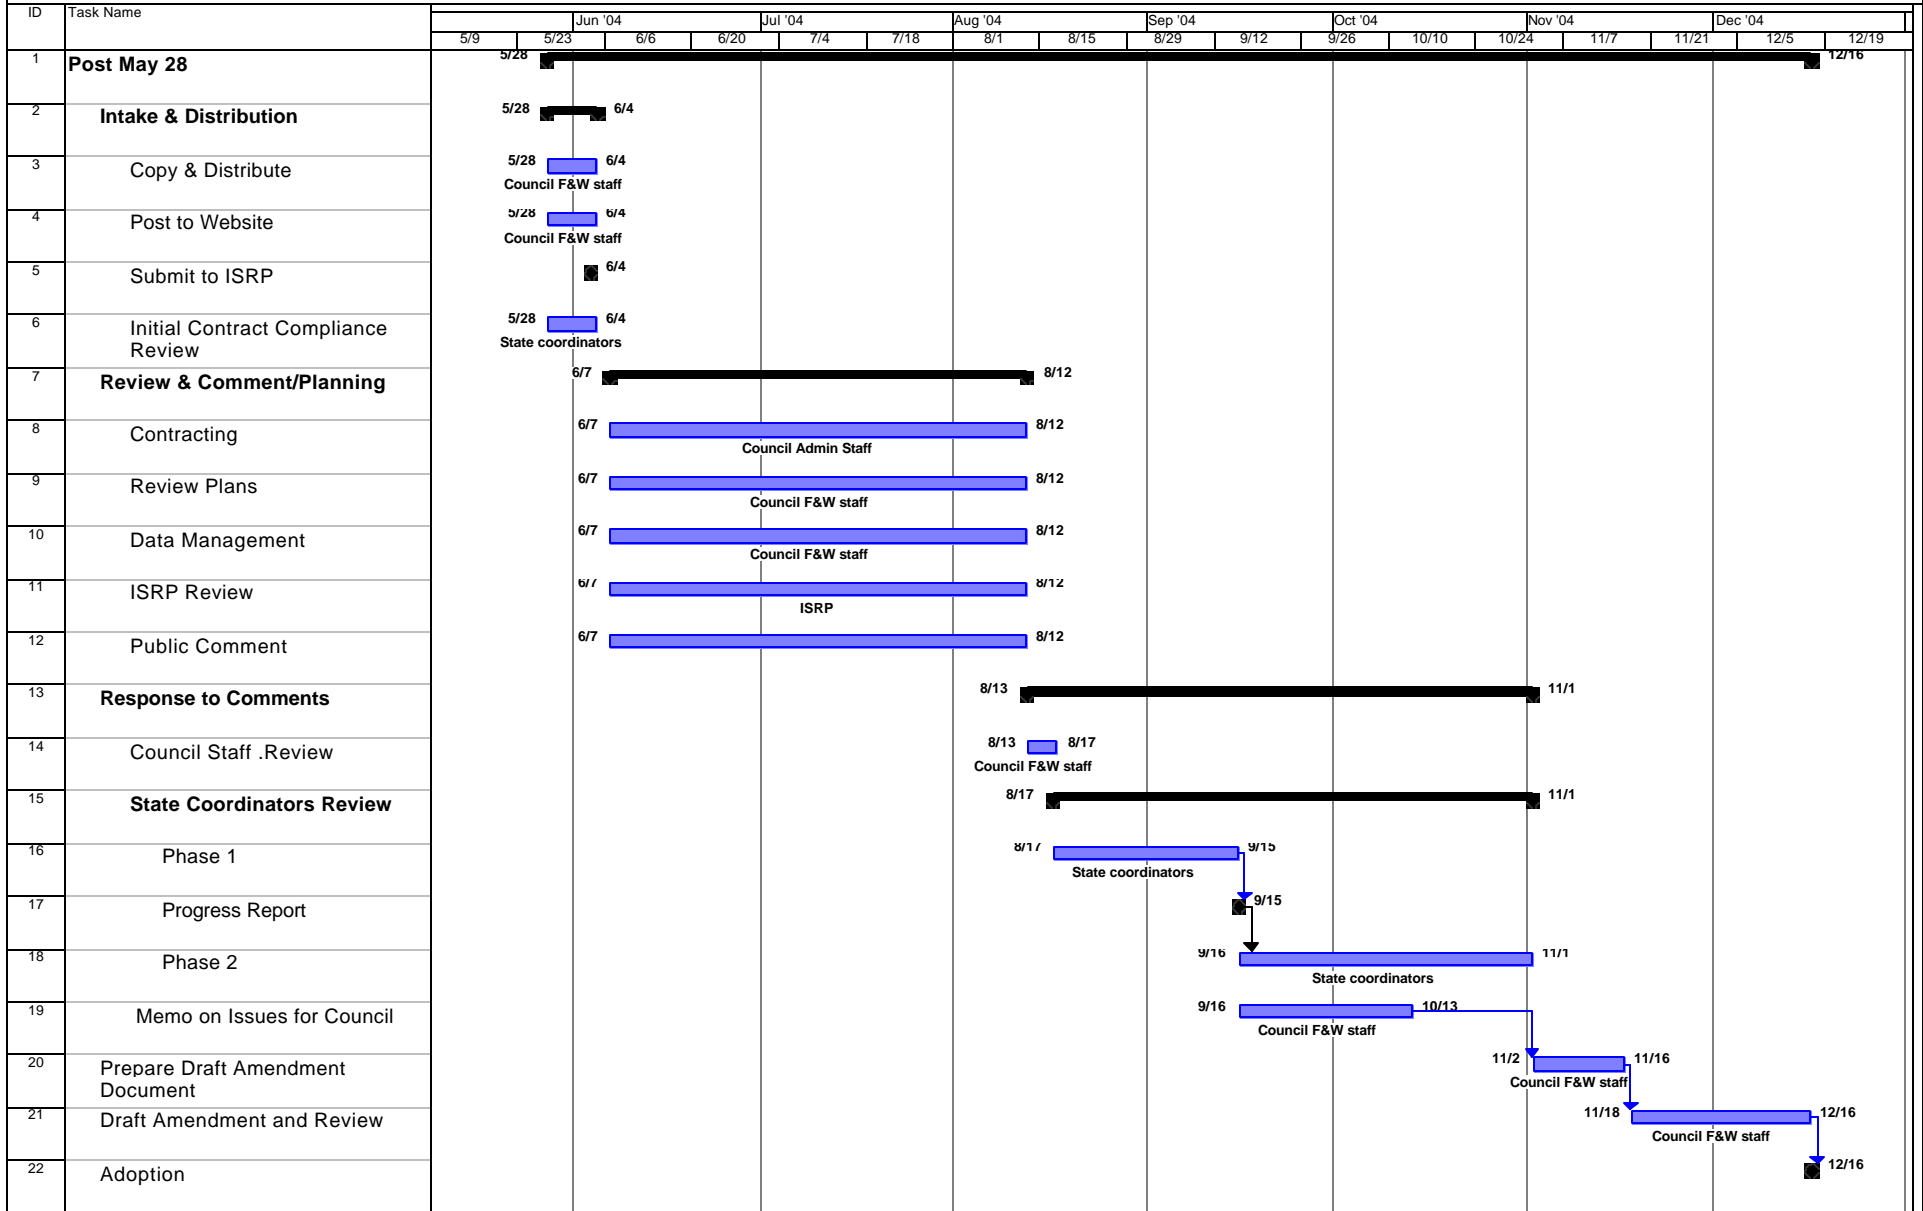 ID Task Name
Jun '04 Jul '04 Aug '04 Sep '04 Oct '04 Nov '04 Dec '04
5/9 5/23 6/6 6/20 7/4 7/18 8/1 8/15 8/29 9/12 9/26 10/10 10/24 11/7 11/21 12/5 12/19
1 Post May 28 5/28 12/16
2 Intake & Distribution 5/28 6/4
3 Copy & Distribute 5/28 6/4
Council F&W staff
4 Post to Website 5/28 6/4
Council F&W staff
5 Submit to ISRP 6/4
6 Initial Contract Compliance 5/28 6/4
Review State coordinators
7 Review & Comment/Planning 6/7 8/12
8 Contracting 6/7 8/12
Council Admin Staff
9 Review Plans 6/7 8/12
Council F&W staff
10 Data Management 6/7 8/12
Council F&W staff
11 ISRP Review 6/7 8/12
ISRP
12 Public Comment 6/7 8/12
13 Response to Comments 8/13 11/1
14 Council Staff .Review 8/13 8/17
Council F&W staff
15 State Coordinators Review 8/17 11/1
16 Phase 1 8/17 9/15
State coordinators
17 Progress Report 9/15
18 Phase 2 9/16 11/1
State coordinators
19 Memo on Issues for Council 9/16 10/13
Council F&W staff
20 Prepare Draft Amendment 11/2 11/16
Document Council F&W staff
21 Draft Amendment and Review 11/18 12/16
Council F&W staff
22 Adoption 12/16